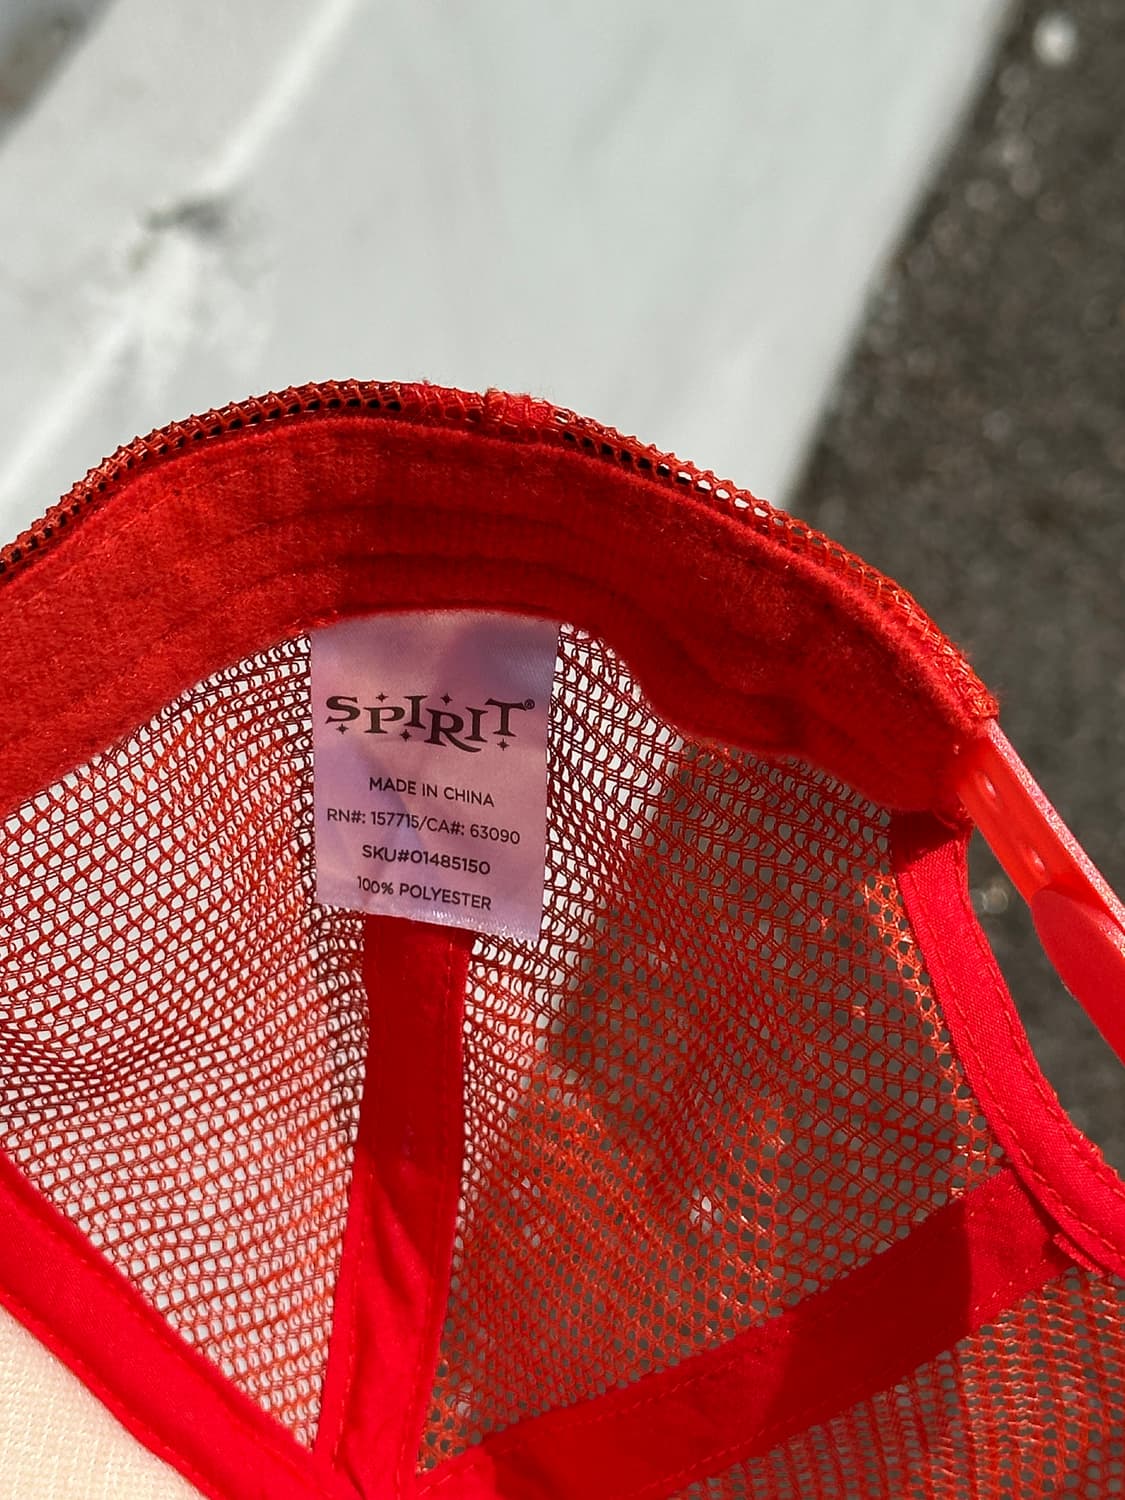 SPIRIT®
MADE IN CHINA
RN#: 157715/CA#: 63090
SKU#01485150
100% POLYESTER